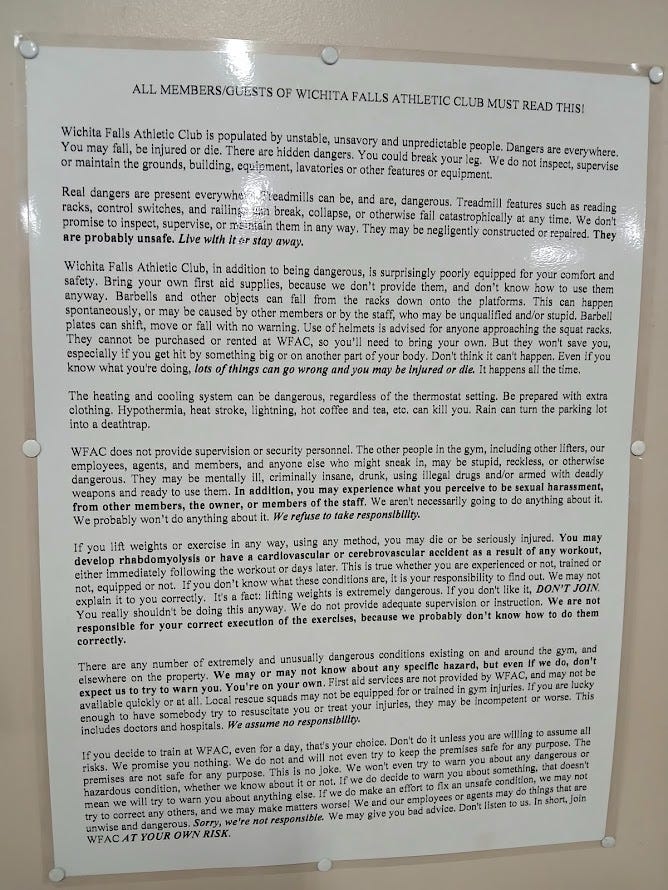 ALL MEMBERS/GUESTS OF WICHITA FALLS ATHLETIC CLUB MUST READ THIS!
Wichita Falls Athletic Club is populated by unstable, unsavory and unpredictable people. Dangers are everywhere.
You may fall, be injured or die. There are hidden dangers. You could break your leg. We do not inspect, supervise
or maintain the grounds, building, equipment, lavatories or other features or equipment.
Real dangers are present everywhere. Treadmills can be, and are, dangerous. Treadmill features such as reading
racks, control switches, and railings can break, collapse, or otherwise fail catastrophically at any time. We don't
promise to inspect, supervise, or maintain them in any way. They may be negligently constructed or repaired. They
are probably unsafe. Live with it or stay away.
Wichita Falls Athletic Club, in addition to being dangerous, is surprisingly poorly equipped for your comfort and
safety. Bring your own first aid supplies, because we don't provide them, and don't know how to use them
anyway. Barbells and other objects can fall from the racks down onto the platforms. This can happen
spontaneously, or may be caused by other members or by the staff, who may be unqualified and/or stupid. Barbell
plates can shift, move or fall with no warning. Use of helmets is advised for anyone approaching the squat racks.
They cannot be purchased or rented at WFAC, so you'll need to bring your own. But they won't save you,
especially if you get hit by something big or on another part of your body. Don't think it can't happen. Even if you
know what you're doing, lots of things can go wrong and you may be injured or die. It happens all the time.
The heating and cooling system can be dangerous, regardless of the thermostat setting. Be prepared with extra
clothing. Hypothermia, heat stroke, lightning, hot coffee and tea, etc. can kill you. Rain can turn the parking lot
into a deathtrap.
WFAC does not provide supervision or security personnel. The other people in the gym, including other lifters, our
employees, agents, and members, and anyone else who might sneak in, may be stupid, reckless, or otherwise
dangerous. They may be mentally ill, criminally insane, drunk, using illegal drugs and/or armed with deadly
weapons and ready to use them. In addition, you may experience what you perceive to be sexual harassment,
from other members, the owner, or members of the staff. We aren't necessarily going to do anything about it.
We probably won't do anything about it. We refuse to take responsibility.
If you lift weights or exercise in any way, using any method, you may die or be seriously injured. You may
develop rhabdomyolysis or have a cardiovascular or cerebrovascular accident as a result of any workout,
either immediately following the workout or days later. This is true whether you are experienced or not, trained or
not, equipped or not. If you don't know what these conditions are, it is your responsibility to find out. We may not
explain it to you correctly. It's a fact: lifting weights is extremely dangerous. If you don't like it, DON'T JOIN.
You really shouldn't be doing this anyway. We do not provide adequate supervision or instruction. We are not
responsible for your correct execution of the exercises, because we probably don't know how to do them
correctly.
There are any number of extremely and unusually dangerous conditions existing on and around the gym, and
elsewhere on the property. We may or may not know about any specific hazard, but even if we do, don't
expect us to try to warn you. You're on your own. First aid services are not provided by WFAC, and may not be
available quickly or at all. Local rescue squads may not be equipped for or trained in gym injuries. If you are lucky
enough to have somebody try to resuscitate you or treat your injuries, they may be incompetent or worse. This
includes doctors and hospitals. We assume no responsibility.
If you decide to train at WFAC, even for a day, that's your choice. Don't do it unless you are willing to assume all
risks. We promise you nothing. We do not and will not even try to keep the premises safe for any purpose. The
premises are not safe for any purpose. This is no joke. We won't even try to warn you about any dangerous or
hazardous condition, whether we know about it or not. If we do decide to warn you about something, that doesn't
mean we will try to warn you about anything else. If we do make an effort to fix an unsafe condition, we may not
try to correct any others, and we may make matters worse! We and our employees or agents may do things that are
unwise and dangerous. Sorry, we're not responsible. We may give you bad advice. Don't listen to us. In short, join
WFAC AT YOUR OWN RISK.